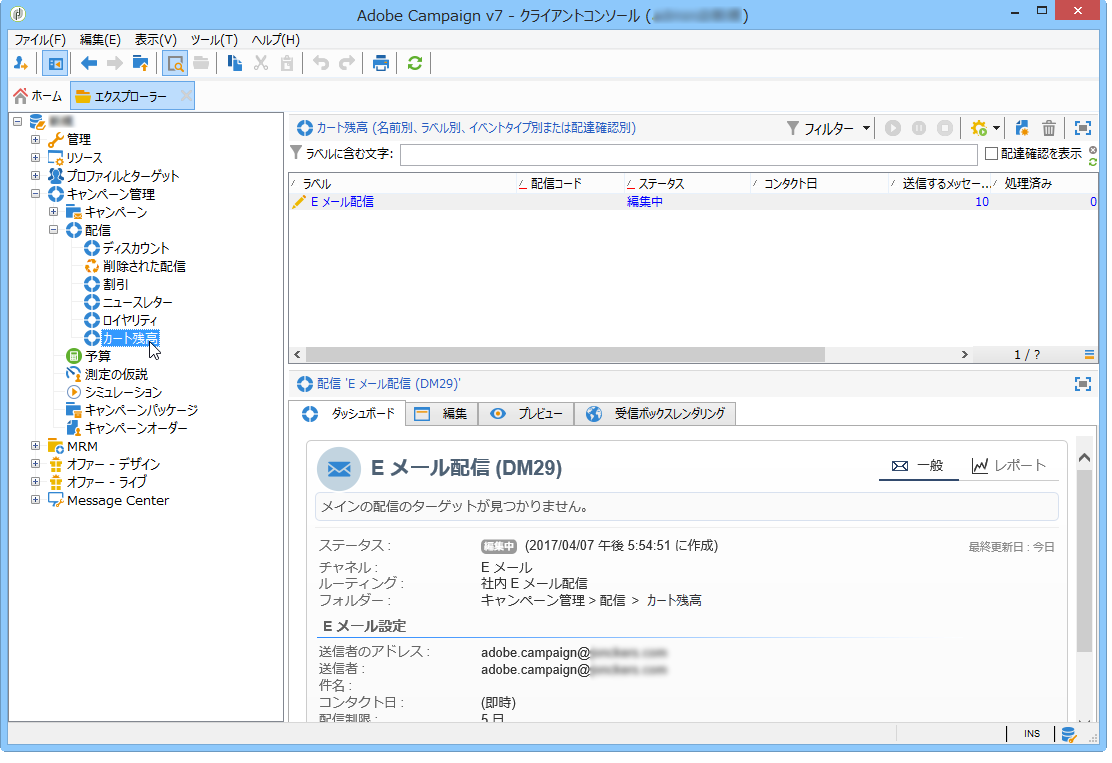 Adobe Campaign v7 - クライアントコンソール (
)
ファイル(F) 編集(E) 表示(V) ツール(T) ヘルプ(H)
ホーム エクスプローラー
管理
リソース
プロファイルとターゲット
キャンペーン管理
キャンペーン
配信
ディスカウント
削除された配信
割引
ニュースレター
ロイヤリティ
カート残高
予算
測定の仮説
シミュレーション
キャンペーンパッケージ
キャンペーンオーダー
MRM
オファー - デザイン
オファー - ライブ
Message Center
カート残高 (名前別、ラベル別、イベントタイプ別または配達確認別) フィルター
ラベルに含む文字: 配達確認を表示
ラベル 配信コード ステータス コンタクト日 送信するメッセー... 処理済み
E メール配信 編集中 10 0
1 / ?
配信 'E メール配信 (DM29)'
ダッシュボード 編集 プレビュー 受信ボックスレンダリング
E メール配信 (DM29) 一般 レポート
メインの配信のターゲットが見つかりません。
ステータス : 編集中 (2017/04/07 午後 5:54:51 に作成) 最終更新日 : 今日
チャネル : E メール
ルーティング : 社内 E メール配信
フォルダー : キャンペーン管理 > 配信 > カート残高
E メール設定
送信者のアドレス : adobe.campaign@
送信者 : adobe.campaign@
件名 :
コンタクト日 : (即時)
配信制限 : 5 日
INS